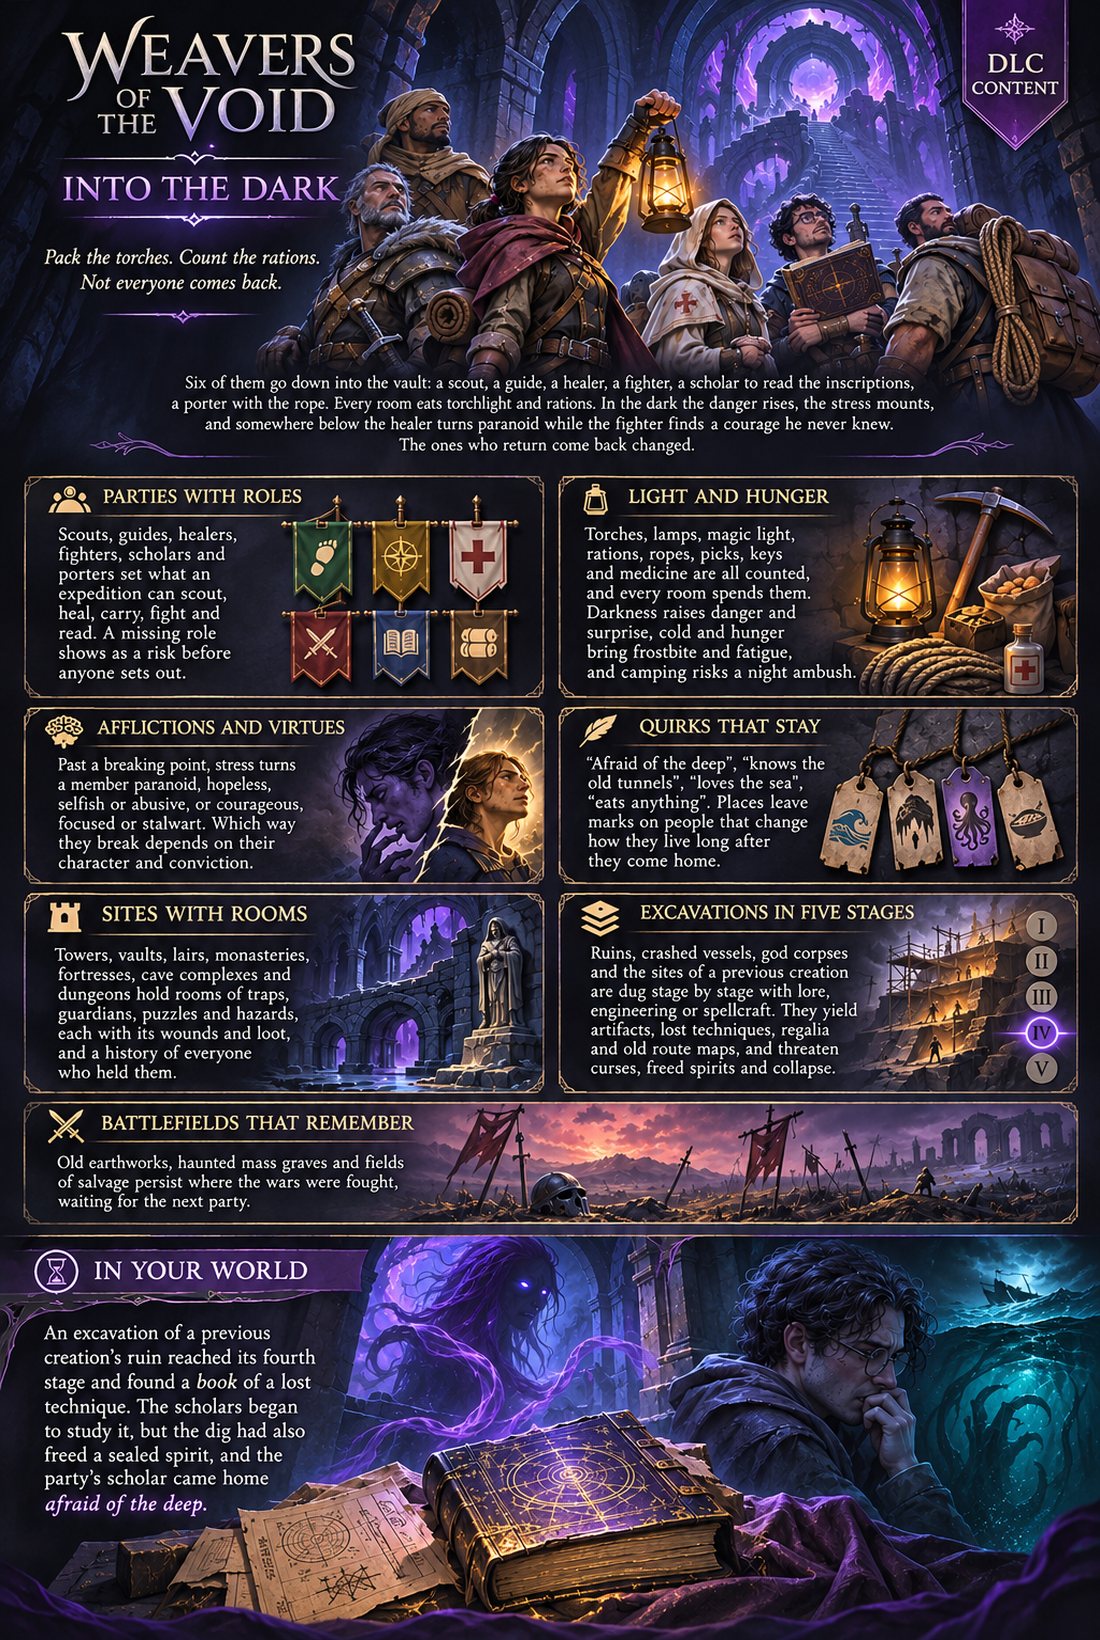 WEAVERS
OF
THE VOID
INTO THE DARK
Pack the torches. Count the rations.
Not everyone comes back.
DLC
CONTENT
Six of them go down into the vault: a scout, a guide, a healer, a fighter, a scholar to read the inscriptions,
a porter with the rope. Every room eats torchlight and rations. In the dark the danger rises, the stress mounts,
and somewhere below the healer turns paranoid while the fighter finds a courage he never knew.
The ones who return come back changed.
PARTIES WITH ROLES
Scouts, guides, healers,
fighters, scholars and
porters set what an
expedition can scout,
heal, carry, fight and
read. A missing role
shows as a risk before
anyone sets out.
LIGHT AND HUNGER
Torches, lamps, magic light,
rations, ropes, picks, keys
and medicine are all counted,
and every room spends them.
Darkness raises danger and
surprise, cold and hunger
bring frostbite and fatigue,
and camping risks a night ambush.
AFFLICTIONS AND VIRTUES
Past a breaking point, stress turns
a member paranoid, hopeless,
selfish or abusive, or courageous,
focused or stalwart. Which way
they break depends on their
character and conviction.
QUIRKS THAT STAY
“Afraid of the deep”, “knows the
old tunnels”, “loves the sea”,
“eats anything”. Places leave
marks on people that change
how they live long after
they come home.
SITES WITH ROOMS
Towers, vaults, lairs, monasteries,
fortresses, cave complexes and
dungeons hold rooms of traps,
guardians, puzzles and hazards,
each with its wounds and loot,
and a history of everyone
who held them.
EXCAVATIONS IN FIVE STAGES
Ruins, crashed vessels, god corpses
and the sites of a previous creation
are dug stage by stage with lore,
engineering or spellcraft. They yield
artifacts, lost techniques, regalia
and old route maps, and threaten
curses, freed spirits and collapse.
I
II
III
IV
V
BATTLEFIELDS THAT REMEMBER
Old earthworks, haunted mass graves and fields
of salvage persist where the wars were fought,
waiting for the next party.
IN YOUR WORLD
An excavation of a previous
creation’s ruin reached its fourth
stage and found a book of a lost
technique. The scholars began
to study it, but the dig had also
freed a sealed spirit, and the
party’s scholar came home
afraid of the deep.